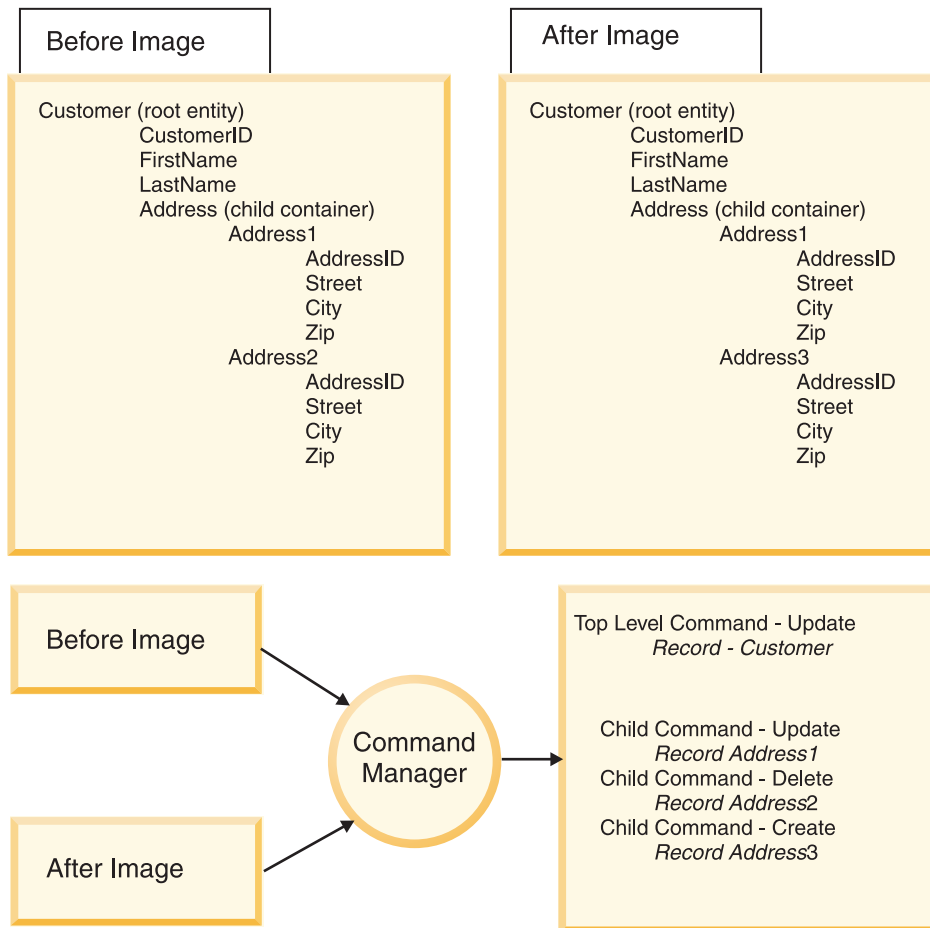 Before Image
Customer (root entity)
CustomerID
FirstName
LastName
Address (child container)
Address1
AddressID
Street
City
Zip
Address2
AddressID
Street
City
Zip
After Image
Customer (root entity)
CustomerID
FirstName
LastName
Address (child container)
Address1
AddressID
Street
City
Zip
Address3
AddressID
Street
City
Zip
Before Image
After Image
Command
Manager
Top Level Command - Update
Record - Customer
Child Command - Update
Record Address1
Child Command - Delete
Record Address2
Child Command - Create
Record Address3